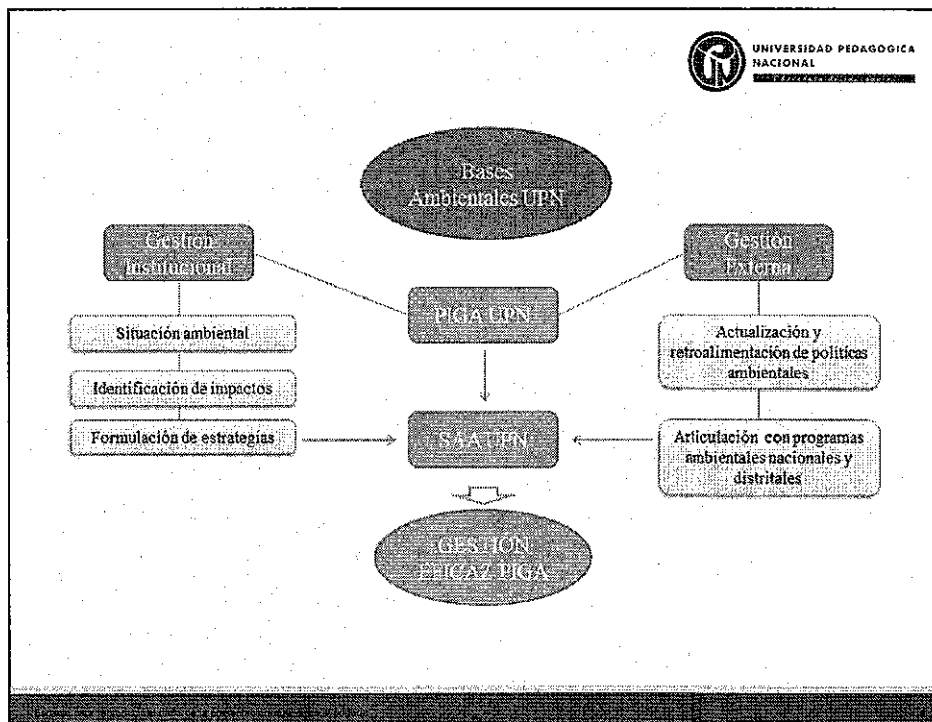 UNIVERSIDAD PEDAGOGICA
NACIONAL
Bases
Ambientales UPN
Gestión
Institucional
Gestión
Externa
PIGA UPN
Situación ambiental
Identificación de impactos
Formulación de estrategias
Actualización y
retroalimentación de políticas
ambientales
SAA UPN
Articulación con programas
ambientales nacionales y
distritales
GESTION
EFICAZ PIGA